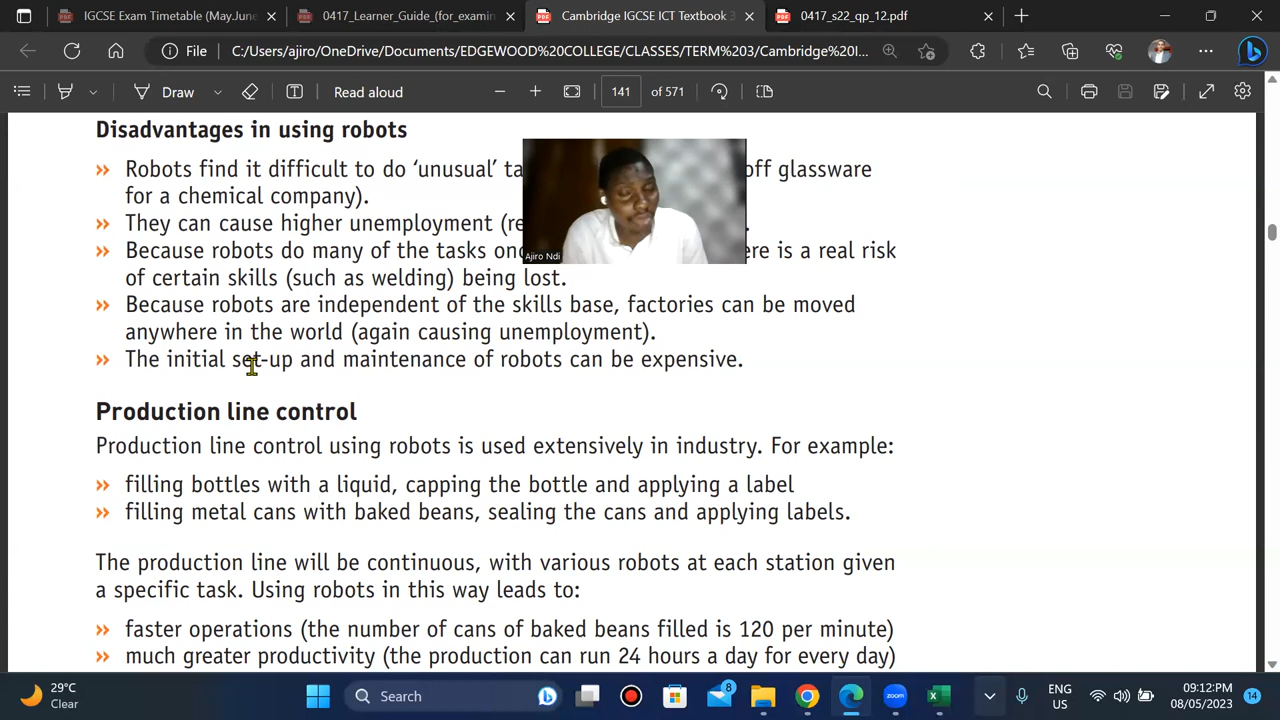 IGCSE Exam Timetable (May.June
0417_Learner_Guide_(for_examin
Cambridge IGCSE ICT Textbook 3
0417_s22_qp_12.pdf
File
C:/Users/ajiro/OneDrive/Documents/EDGEWOOD%20COLLEGE/CLASSES/TERM%203/Cambridge%20I...
Draw
Read aloud
141
of 571
Disadvantages in using robots
Robots find it difficult to do ‘unusual’ ta
off glassware
for a chemical company).
They can cause higher unemployment (re
.
Because robots do many of the tasks onc
ere is a real risk
of certain skills (such as welding) being lost.
Because robots are independent of the skills base, factories can be moved
anywhere in the world (again causing unemployment).
The initial set-up and maintenance of robots can be expensive.
Ajiro Ndi
Production line control
Production line control using robots is used extensively in industry. For example:
filling bottles with a liquid, capping the bottle and applying a label
filling metal cans with baked beans, sealing the cans and applying labels.
The production line will be continuous, with various robots at each station given
a specific task. Using robots in this way leads to:
faster operations (the number of cans of baked beans filled is 120 per minute)
much greater productivity (the production can run 24 hours a day for every day)
29°C
Clear
Search
8
ENG
UK
09:12:PM
08/05/2023
14